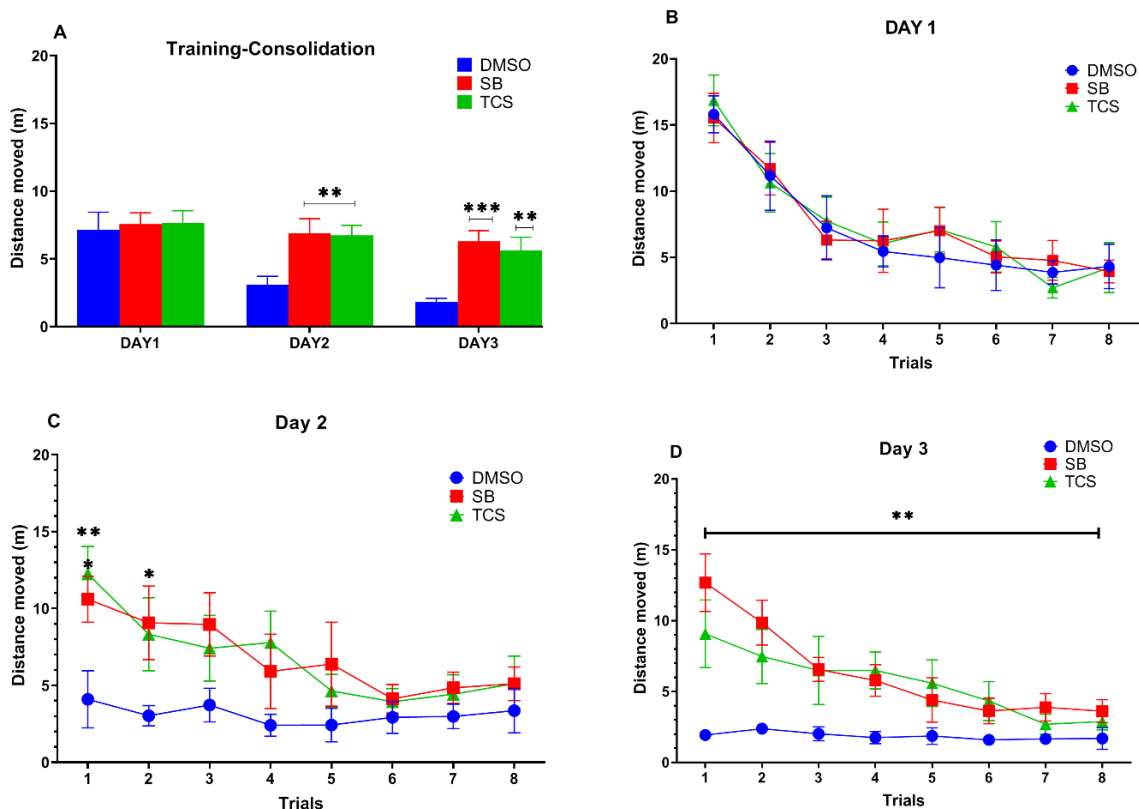 A
Training-Consolidation
20
15
10
5
0
Distance moved (m)
DMSO
SB
TCS
**
***
**
DAY1
DAY2
DAY3
B
DAY 1
20
15
10
5
0
Distance moved (m)
DMSO
SB
TCS
1 2 3 4 5 6 7 8
Trials
C
Day 2
20
15
10
5
0
Distance moved (m)
DMSO
SB
TCS
**
*
*
1 2 3 4 5 6 7 8
Trials
D
Day 3
20
15
10
5
0
Distance moved (m)
DMSO
SB
TCS
**
1 2 3 4 5 6 7 8
Trials